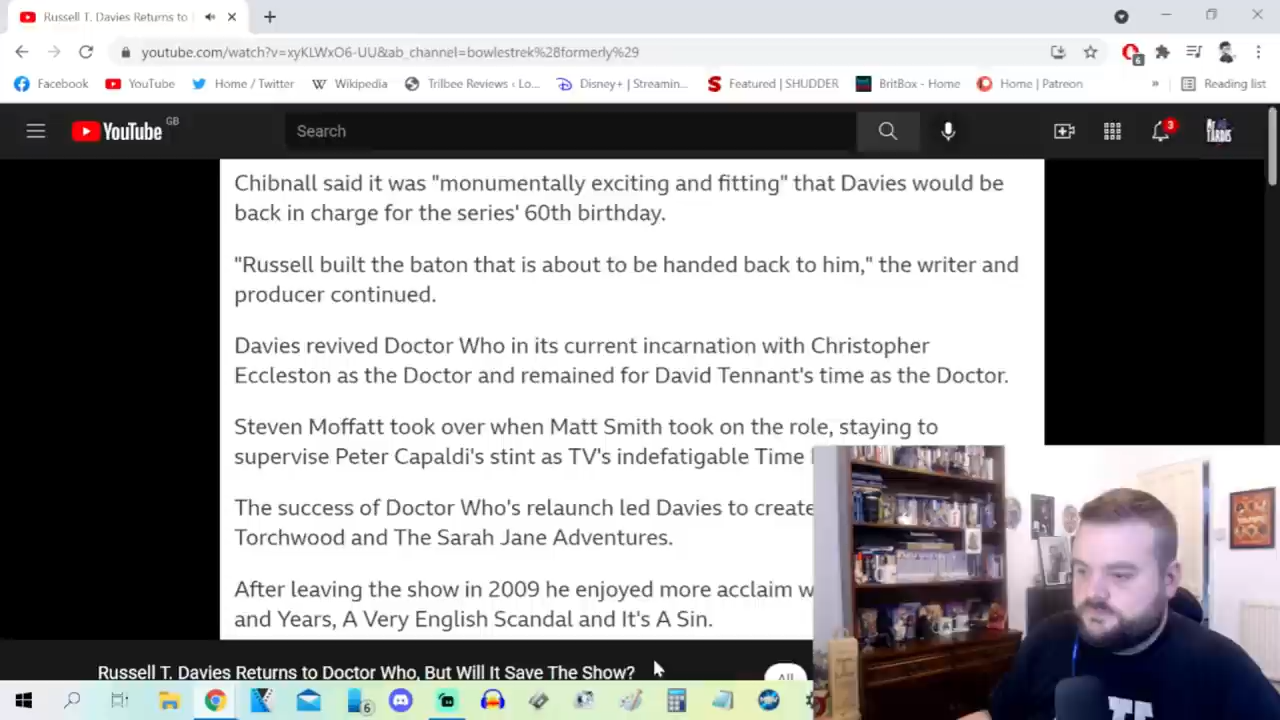 Russell T. Davies Returns to
youtube.com/watch?v=xyKLWxO6-UU&ab_channel=bowlestrek%28formerly%29
6
Facebook
YouTube
Home / Twitter
Wikipedia
Trilbee Reviews ‹ Lo...
Disney+ | Streamin...
Featured | SHUDDER
BritBox - Home
Home | Patreon
»
Reading list
YouTube GB
Search
3
Chibnall said it was "monumentally exciting and fitting" that Davies would be
back in charge for the series' 60th birthday.
"Russell built the baton that is about to be handed back to him," the writer and
producer continued.
Davies revived Doctor Who in its current incarnation with Christopher
Eccleston as the Doctor and remained for David Tennant's time as the Doctor.
Steven Moffatt took over when Matt Smith took on the role, staying to
supervise Peter Capaldi's stint as TV's indefatigable Time
The success of Doctor Who's relaunch led Davies to create
Torchwood and The Sarah Jane Adventures.
After leaving the show in 2009 he enjoyed more acclaim w
and Years, A Very English Scandal and It's A Sin.
Russell T. Davies Returns to Doctor Who, But Will It Save The Show?
All
6